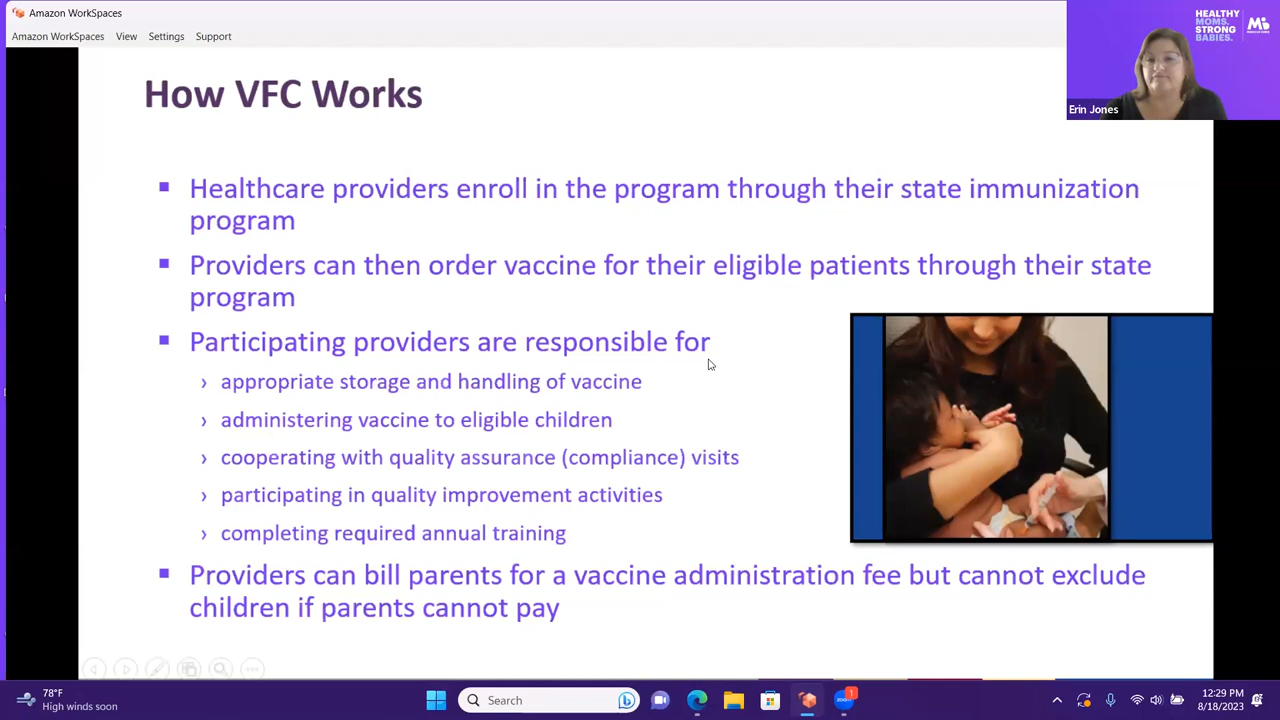 Amazon WorkSpaces
Amazon WorkSpaces View Settings Support
HEALTHY
MOMS.
STRONG
BABIES.
Erin Jones
How VFC Works
Healthcare providers enroll in the program through their state immunization
program
Providers can then order vaccine for their eligible patients through their state
program
Participating providers are responsible for
appropriate storage and handling of vaccine
administering vaccine to eligible children
cooperating with quality assurance (compliance) visits
participating in quality improvement activities
completing required annual training
Providers can bill parents for a vaccine administration fee but cannot exclude
children if parents cannot pay
78°F
High winds soon
Search
1
12:29 PM
8/18/2023